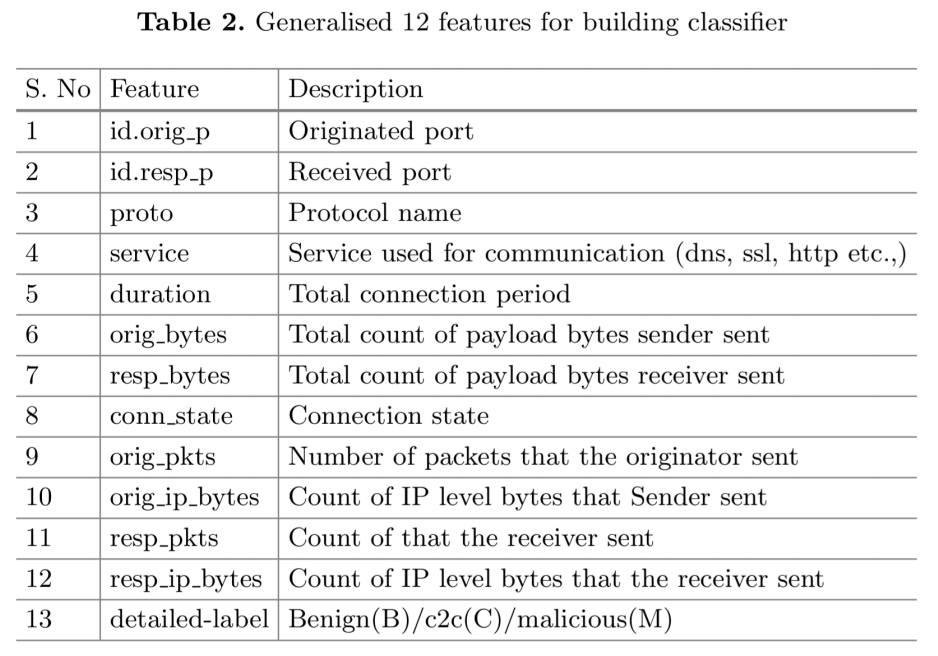 Table 2. Generalised 12 features for building classifier
S. No Feature Description
1 id.orig_p Originated port
2 id.resp_p Received port
3 proto Protocol name
4 service Service used for communication (dns, ssl, http etc.,)
5 duration Total connection period
6 orig_bytes Total count of payload bytes sender sent
7 resp_bytes Total count of payload bytes receiver sent
8 conn_state Connection state
9 orig_pkts Number of packets that the originator sent
10 orig_ip_bytes Count of IP level bytes that Sender sent
11 resp_pkts Count of that the receiver sent
12 resp_ip_bytes Count of IP level bytes that the receiver sent
13 detailed-label Benign(B)/c2c(C)/malicious(M)